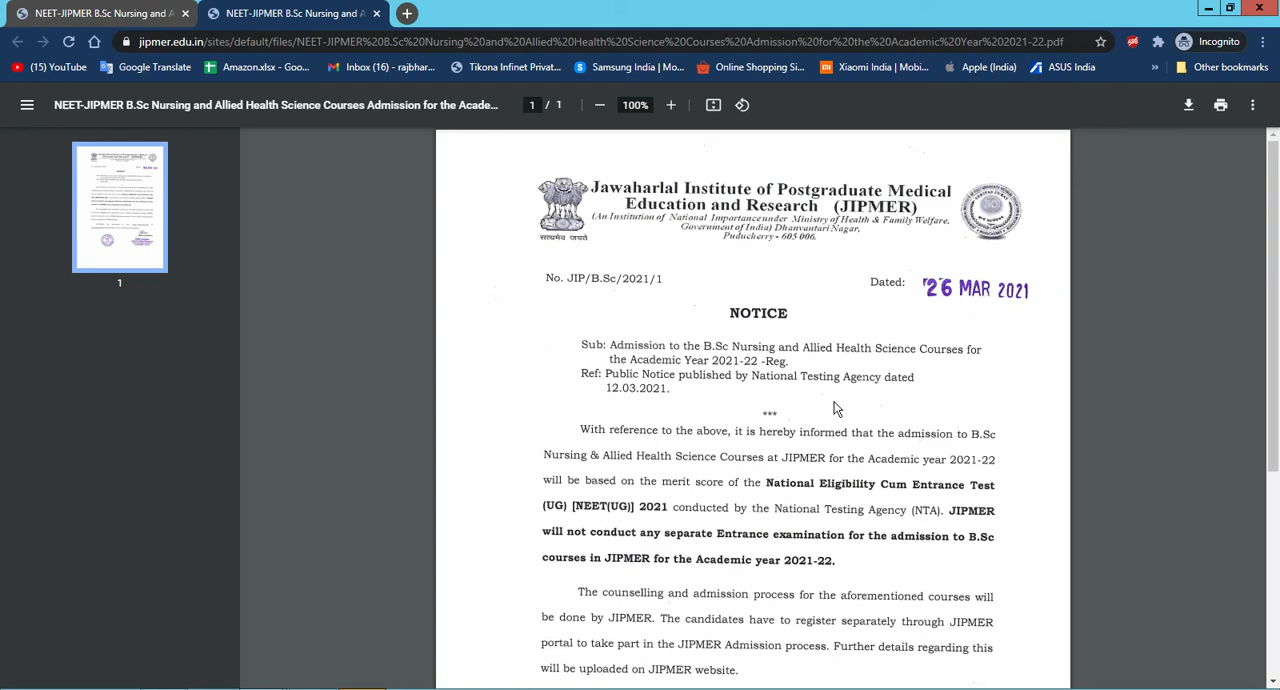 NEET-JIPMER B.Sc Nursing and A
NEET-JIPMER B.Sc Nursing and A
jipmer.edu.in/sites/default/files/NEET-JIPMER%20B.Sc%20Nursing%20and%20Allied%20Health%20Science%20Courses%20Admission%20for%20the%20Academic%20Year%202021-22.pdf
Incognito
(15) YouTube
Google Translate
Amazon.xlsx - Goo...
Inbox (16) - rajbhar...
Tikona Infinet Privat...
Samsung India | Mo...
Online Shopping Si...
Xiaomi India | Mobi...
Apple (India)
ASUS India
»
Other bookmarks
NEET-JIPMER B.Sc Nursing and Allied Health Science Courses Admission for the Acade...
1 / 1
100%
1
Jawaharlal Institute of Postgraduate Medical
Education and Research (JIPMER)
(An Institution of National Importance under Ministry of Health & Family Welfare,
Government of India) Dhanvantari Nagar,
Puducherry - 605 006.
सत्यमेव जयते
No. JIP/B.Sc/2021/1
Dated: 26 MAR 2021
NOTICE
Sub: Admission to the B.Sc Nursing and Allied Health Science Courses for
the Academic Year 2021-22 -Reg.
Ref: Public Notice published by National Testing Agency dated
12.03.2021.
***
With reference to the above, it is hereby informed that the admission to B.Sc
Nursing & Allied Health Science Courses at JIPMER for the Academic year 2021-22
will be based on the merit score of the National Eligibility Cum Entrance Test
(UG) [NEET(UG)] 2021 conducted by the National Testing Agency (NTA). JIPMER
will not conduct any separate Entrance examination for the admission to B.Sc
courses in JIPMER for the Academic year 2021-22.
The counselling and admission process for the aforementioned courses will
be done by JIPMER. The candidates have to register separately through JIPMER
portal to take part in the JIPMER Admission process. Further details regarding this
will be uploaded on JIPMER website.